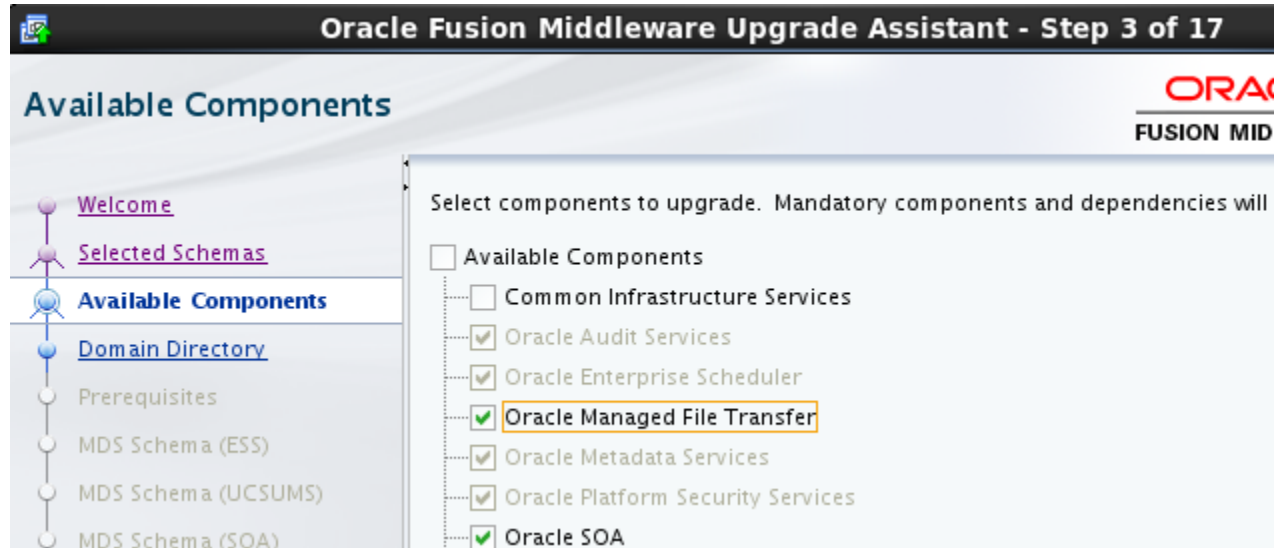 Oracle Fusion Middleware Upgrade Assistant - Step 3 of 17
Available Components
FUSION MID
Welcome
Selected Schemas
Available Components
Domain Directory
Prerequisites
MDS Schema (ESS)
MDS Schema (UCSUMS)
MDS Schema (SOA)
Select components to upgrade. Mandatory components and dependencies will
Available Components
Common Infrastructure Services
Oracle Audit Services
Oracle Enterprise Scheduler
Oracle Managed File Transfer
Oracle Metadata Services
Oracle Platform Security Services
Oracle SOA